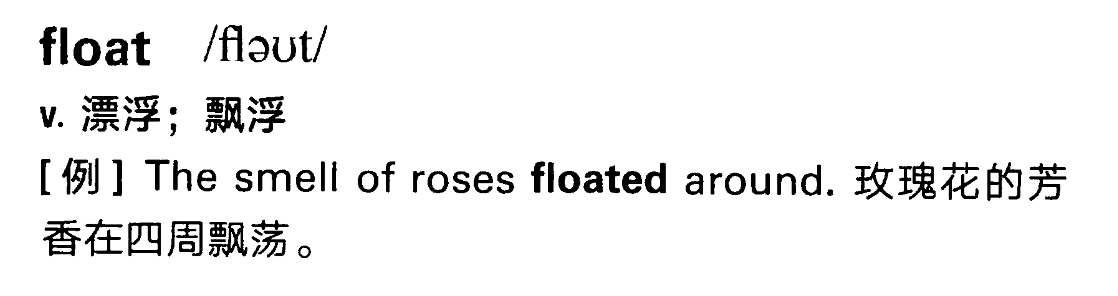 float /fləʊt/
v. 漂浮；飘浮
[例] The smell of roses floated around. 玫瑰花的芳
香在四周飘荡。